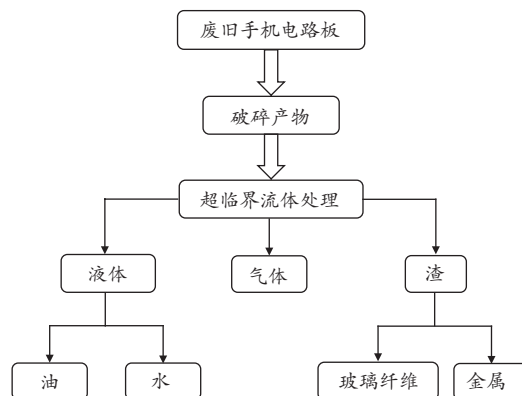 废旧手机电路板
破碎产物
超临界流体处理
液体
气体
渣
油
水
玻璃纤维
金属